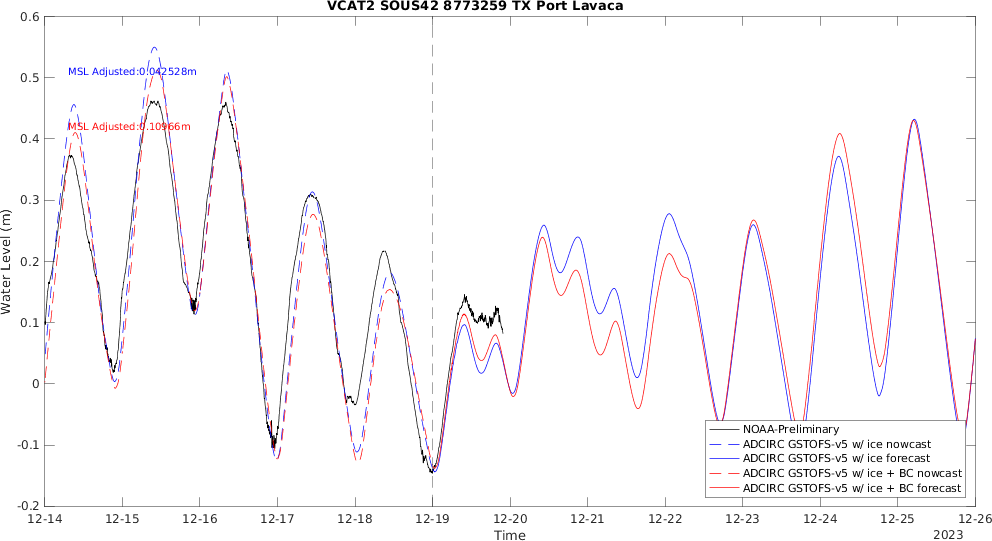 VCAT2 SOUS42 8773259 TX Port Lavaca
0.6
0.5
0.4
0.3
0.2
0.1
0
-0.1
-0.2
Water Level (m)
MSL Adjusted:0.042528m
MSL Adjusted:0.10966m
NOAA-Preliminary
ADCIRC GSTOFS-v5 w/ ice nowcast
ADCIRC GSTOFS-v5 w/ ice forecast
ADCIRC GSTOFS-v5 w/ ice + BC nowcast
ADCIRC GSTOFS-v5 w/ ice + BC forecast
12-14 12-15 12-16 12-17 12-18 12-19 12-20 12-21 12-22 12-23 12-24 12-25 12-26
Time
2023